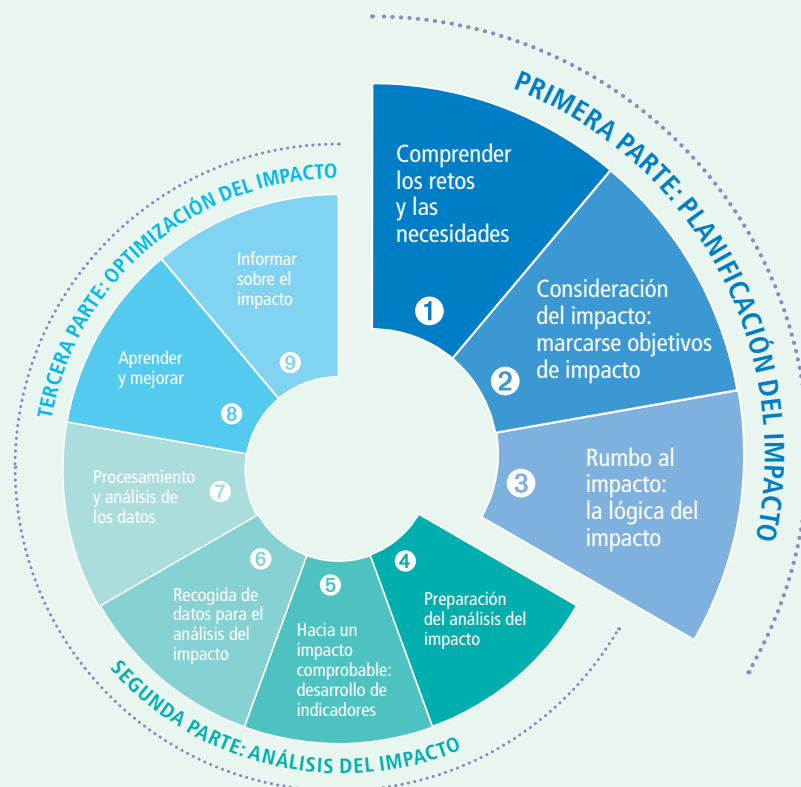 PRIMERA PARTE: PLANIFICACIÓN DEL IMPACTO
Comprender
los retos
y las
necesidades
1
Consideración
del impacto:
marcarse objetivos
de impacto
2
Rumbo al
impacto:
la lógica del
impacto
3
SEGUNDA PARTE: ANÁLISIS DEL IMPACTO
4
Preparación
del análisis del
impacto
5
Hacia un
impacto
comprobable:
desarrollo de
indicadores
6
Recogida de
datos para el
análisis del
impacto
7
Procesamiento
y análisis de
los datos
TERCERA PARTE: OPTIMIZACIÓN DEL IMPACTO
Aprender
y mejorar
8
Informar
sobre el
impacto
9